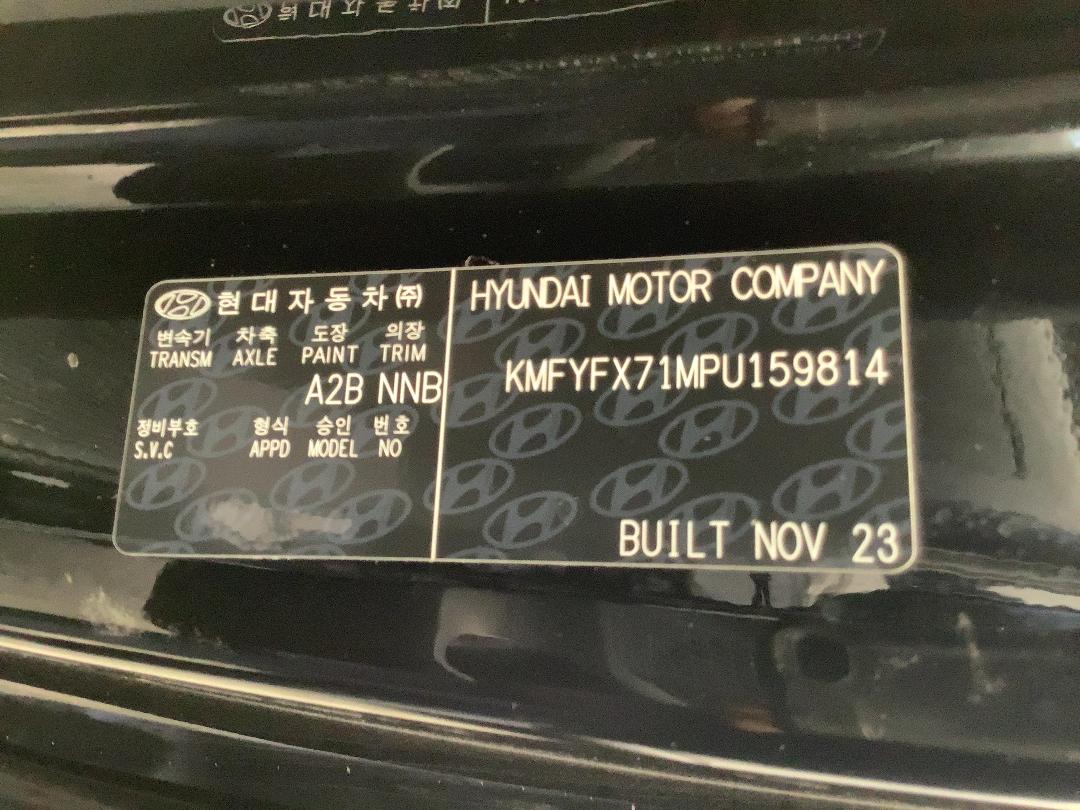 현대자동차㈜
변속기 차축 도장 의장
TRANSM AXLE PAINT TRIM
A2B NNB
정비부호 형식 승인 번호
S.V.C APPD MODEL NO
HYUNDAI MOTOR COMPANY
KMFYFX71MPU159814
BUILT NOV 23